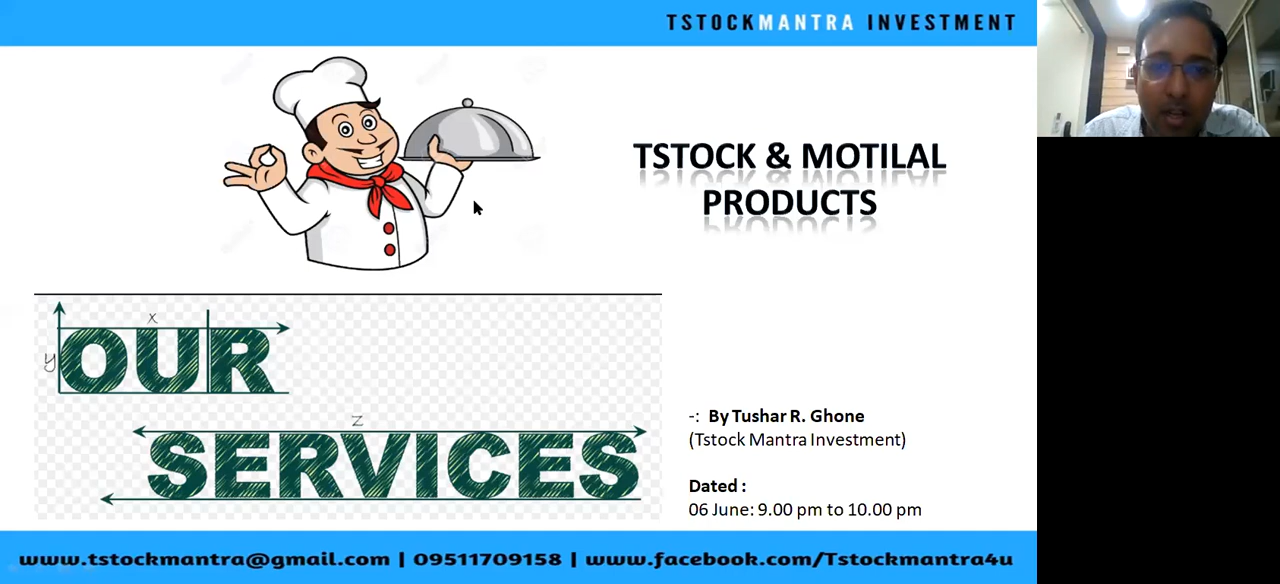 TSTOCKMANTRA INVESTMENT
TSTOCK & MOTILAL
PRODUCTS
x
y
OUR
z
SERVICES
-: By Tushar R. Ghone
(Tstock Mantra Investment)
Dated :
06 June: 9.00 pm to 10.00 pm
www.tstockmantra@gmail.com | 09511709158 | www.facebook.com/Tstockmantra4u